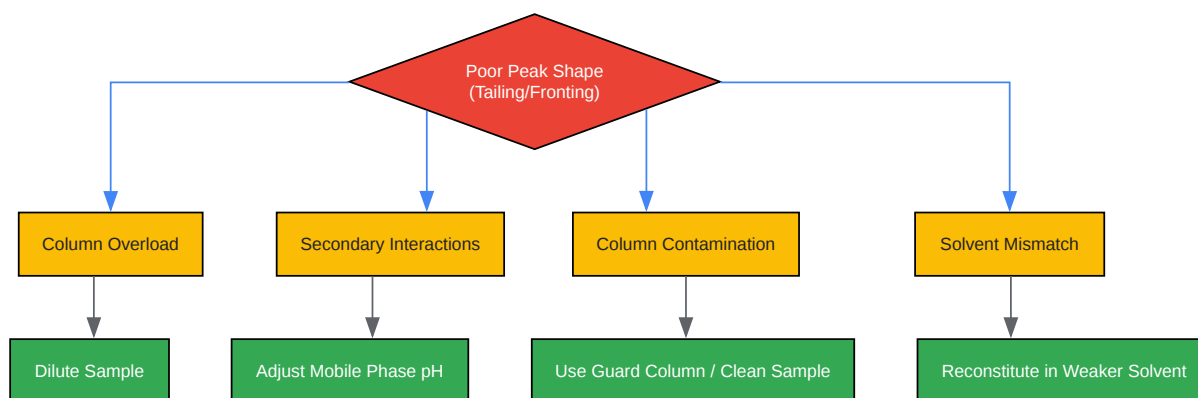 Poor Peak Shape
(Tailing/Fronting)
Column Overload
Secondary Interactions
Column Contamination
Solvent Mismatch
Dilute Sample
Adjust Mobile Phase pH
Use Guard Column / Clean Sample
Reconstitute in Weaker Solvent